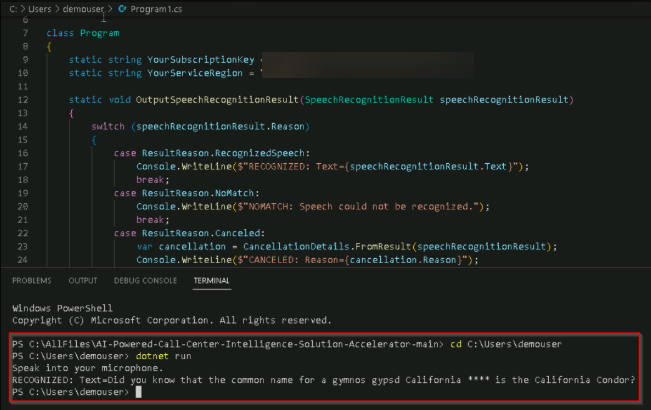 C: > Users > demouser > C# Program1.cs
6
7 class Program
8 {
9 static string YourSubscriptionKey =
10 static string YourServiceRegion = "
11
12 static void OutputSpeechRecognitionResult(SpeechRecognitionResult speechRecognitionResult)
13 {
14 switch (speechRecognitionResult.Reason)
15 {
16 case ResultReason.RecognizedSpeech:
17 Console.WriteLine($"RECOGNIZED: Text={speechRecognitionResult.Text}");
18 break;
19 case ResultReason.NoMatch:
20 Console.WriteLine($"NOMATCH: Speech could not be recognized.");
21 break;
22 case ResultReason.Canceled:
23 var cancellation = CancellationDetails.FromResult(speechRecognitionResult);
24 Console.WriteLine($"CANCELED: Reason={cancellation.Reason}");
PROBLEMS OUTPUT DEBUG CONSOLE TERMINAL
Windows PowerShell
Copyright (C) Microsoft Corporation. All rights reserved.
PS C:\AllFiles\AI-Powered-Call-Center-Intelligence-Solution-Accelerator-main> cd C:\Users\demouser
PS C:\Users\demouser> dotnet run
Speak into your microphone.
RECOGNIZED: Text=Did you know that the common name for a gymnos gypsd California **** is the California Condor?
PS C:\Users\demouser>